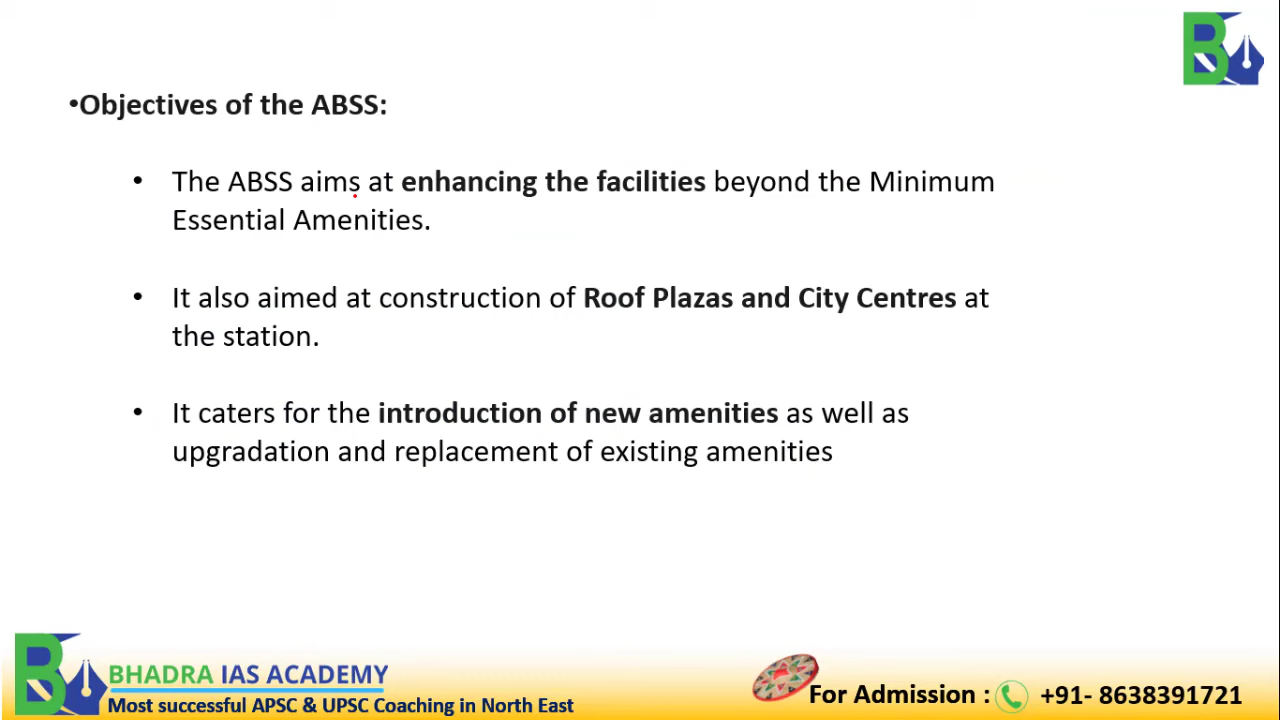 •Objectives of the ABSS:
• The ABSS aims at enhancing the facilities beyond the Minimum
Essential Amenities.
• It also aimed at construction of Roof Plazas and City Centres at
the station.
• It caters for the introduction of new amenities as well as
upgradation and replacement of existing amenities
BHADRA IAS ACADEMY
Most successful APSC & UPSC Coaching in North East
For Admission : +91- 8638391721